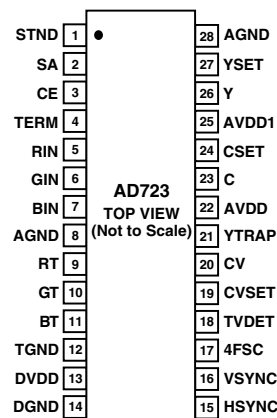 STND 1 28 AGND
SA 2 27 YSET
CE 3 26 Y
TERM 4 25 AVDD1
RIN 5 24 CSET
GIN 6 23 C
BIN 7 22 AVDD
AD723
TOP VIEW
(Not to Scale)
AGND 8 21 YTRAP
RT 9 20 CV
GT 10 19 CVSET
BT 11 18 TVDET
TGND 12 17 4FSC
DVDD 13 16 VSYNC
DGND 14 15 HSYNC